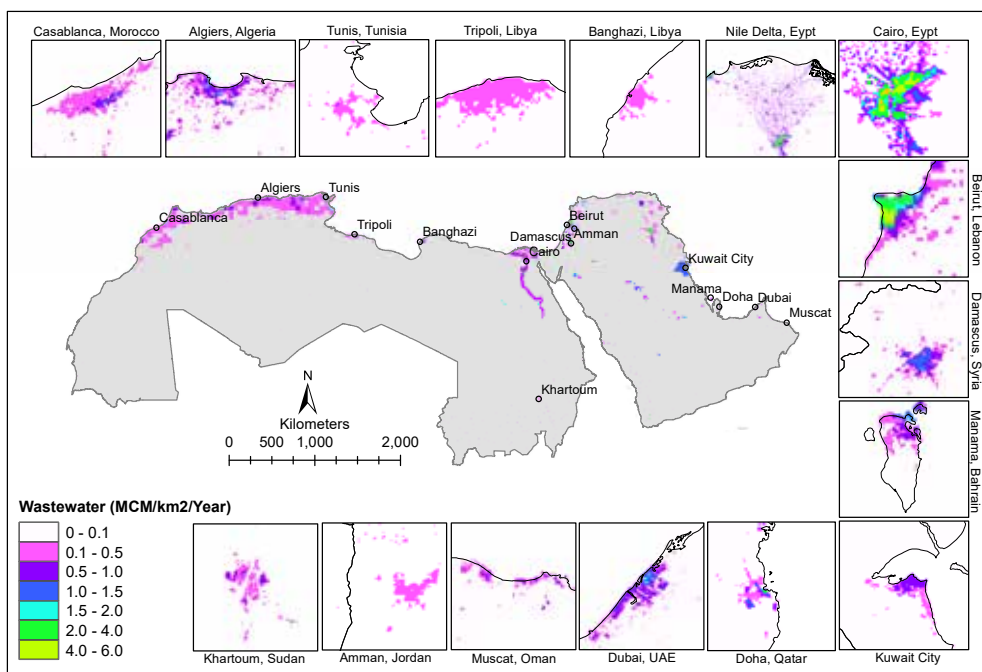 Casablanca, Morocco
Algiers, Algeria
Tunis, Tunisia
Tripoli, Libya
Banghazi, Libya
Nile Delta, Eypt
Cairo, Eypt
Beirut, Lebanon
Damascus, Syria
Manama, Bahrain
Algiers
Tunis
Casablanca
Tripoli
Banghazi
Beirut
Damascus
Amman
Cairo
Kuwait City
Manama
Doha
Dubai
Muscat
Khartoum
N
Kilometers
0 500 1,000 2,000
Wastewater (MCM/km2/Year)
0 - 0.1
0.1 - 0.5
0.5 - 1.0
1.0 - 1.5
1.5 - 2.0
2.0 - 4.0
4.0 - 6.0
Khartoum, Sudan
Amman, Jordan
Muscat, Oman
Dubai, UAE
Doha, Qatar
Kuwait City